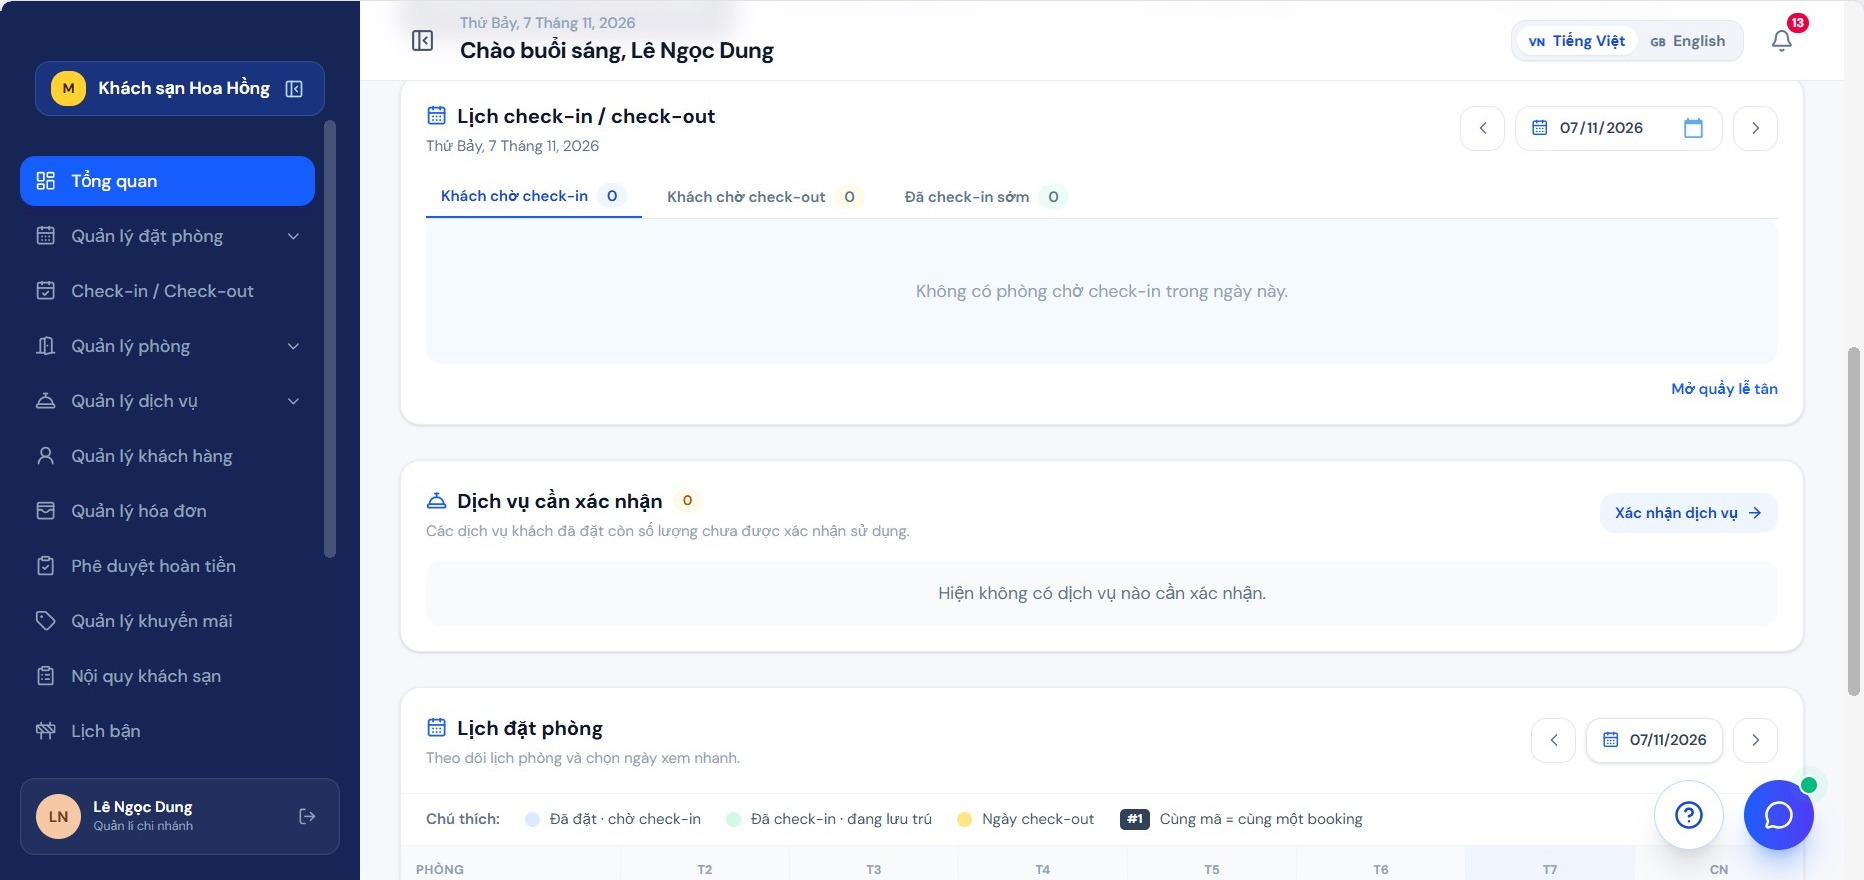 M Khách sạn Hoa Hồng
Tổng quan
Quản lý đặt phòng
Check-in / Check-out
Quản lý phòng
Quản lý dịch vụ
Quản lý khách hàng
Quản lý hóa đơn
Phê duyệt hoàn tiền
Quản lý khuyến mãi
Nội quy khách sạn
Lịch bận
LN Lê Ngọc Dung
Quản lí chi nhánh
Thứ Bảy, 7 Tháng 11, 2026
Chào buổi sáng, Lê Ngọc Dung
VN Tiếng Việt GB English
13
Lịch check-in / check-out
Thứ Bảy, 7 Tháng 11, 2026
07/11/2026
Khách chờ check-in 0 Khách chờ check-out 0 Đã check-in sớm 0
Không có phòng chờ check-in trong ngày này.
Mở quầy lễ tân
Dịch vụ cần xác nhận 0
Các dịch vụ khách đã đặt còn số lượng chưa được xác nhận sử dụng.
Xác nhận dịch vụ →
Hiện không có dịch vụ nào cần xác nhận.
Lịch đặt phòng
Theo dõi lịch phòng và chọn ngày xem nhanh.
07/11/2026
Chú thích: Đã đặt · chờ check-in Đã check-in · đang lưu trú Ngày check-out #1 Cùng mã = cùng một booking
PHÒNG T2 T3 T4 T5 T6 T7 CN